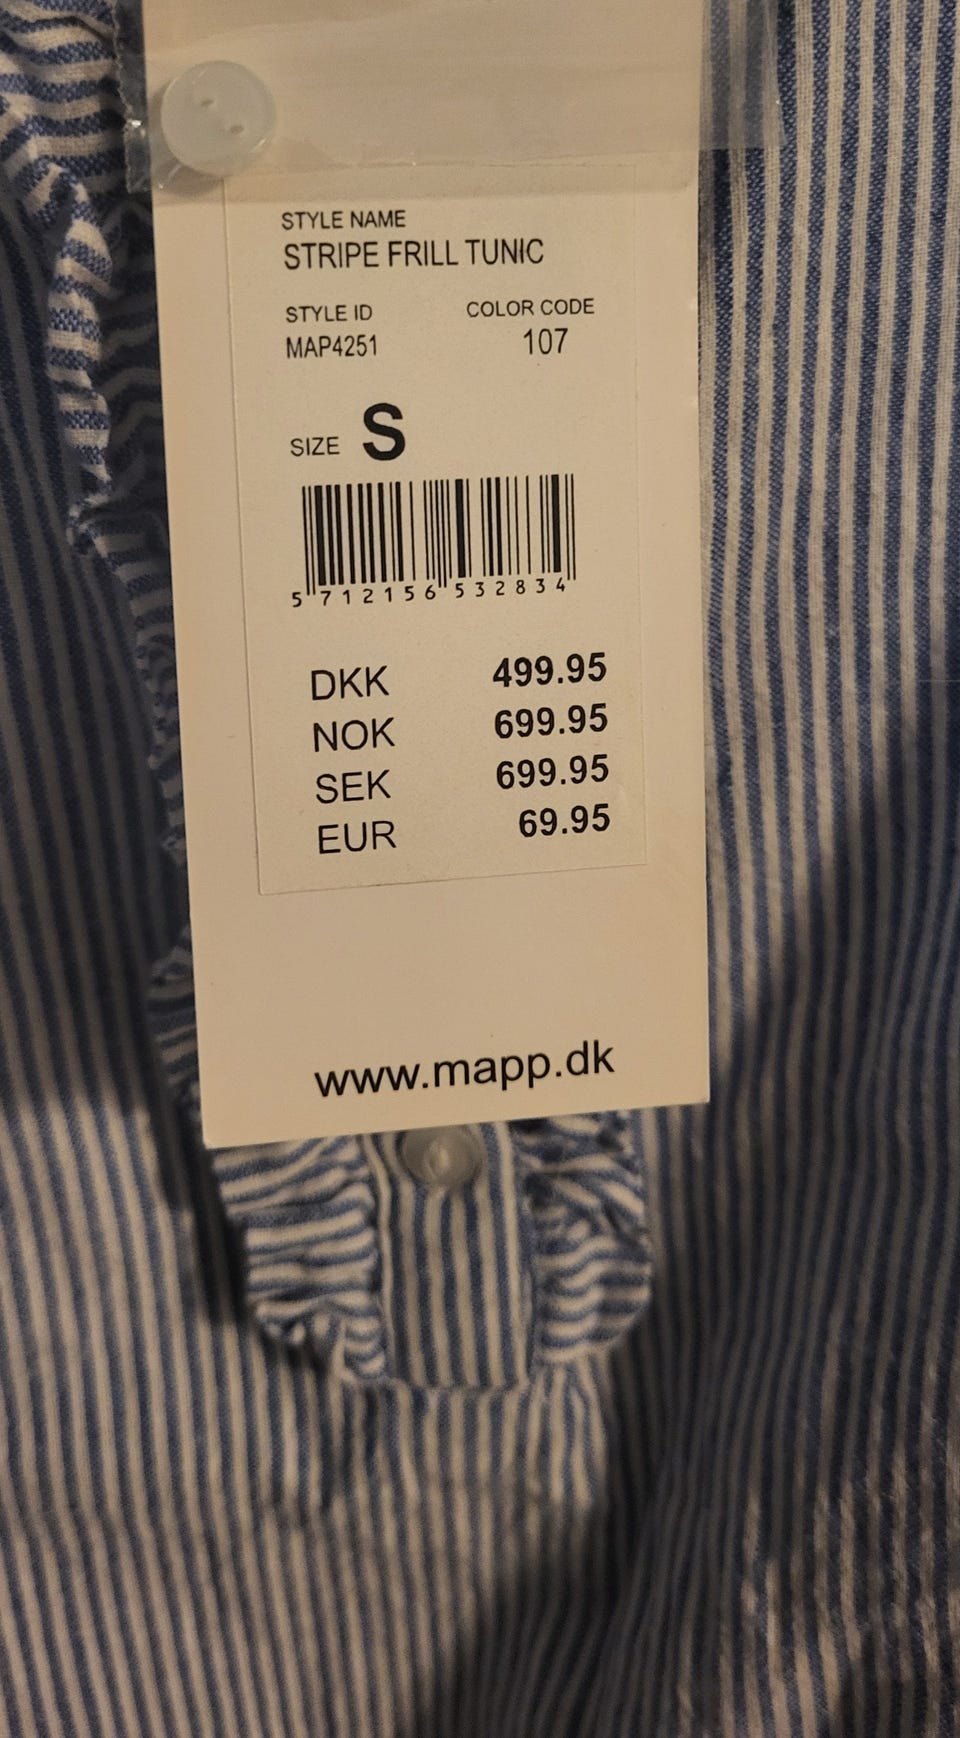 STYLE NAME
STRIPE FRILL TUNIC
STYLE ID COLOR CODE
MAP4251 107
SIZE S
5 712156 532834
DKK 499.95
NOK 699.95
SEK 699.95
EUR 69.95
www.mapp.dk